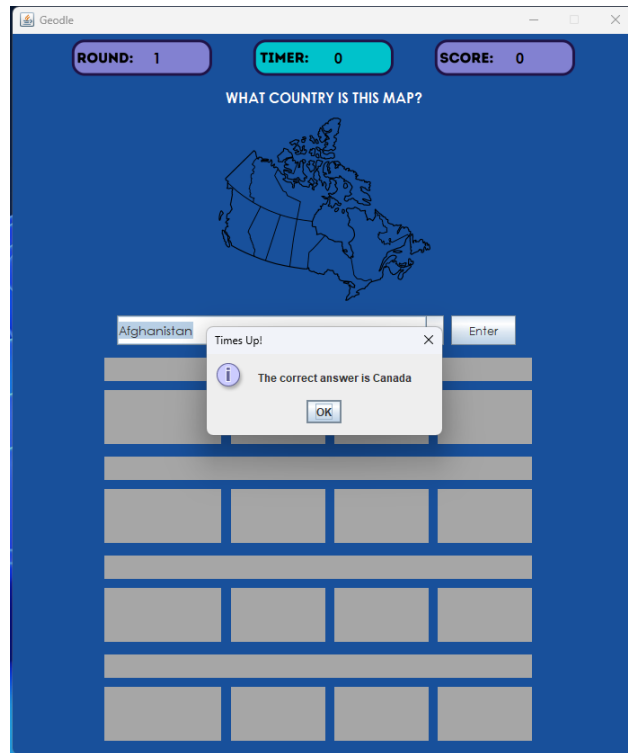 Geodle
ROUND: 1
TIMER: 0
SCORE: 0
WHAT COUNTRY IS THIS MAP?
Afghanistan
Enter
Times Up!
The correct answer is Canada
OK